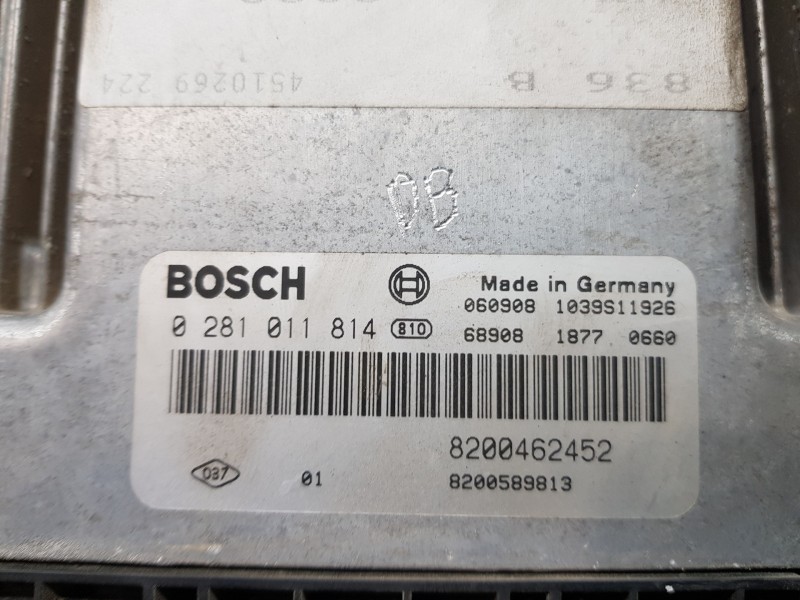 836 B
4510269 224
DB
BOSCH
Made in Germany
060908 1039S11926
0 281 011 814 810
68908 1877 0660
8200462452
037
01
8200589813